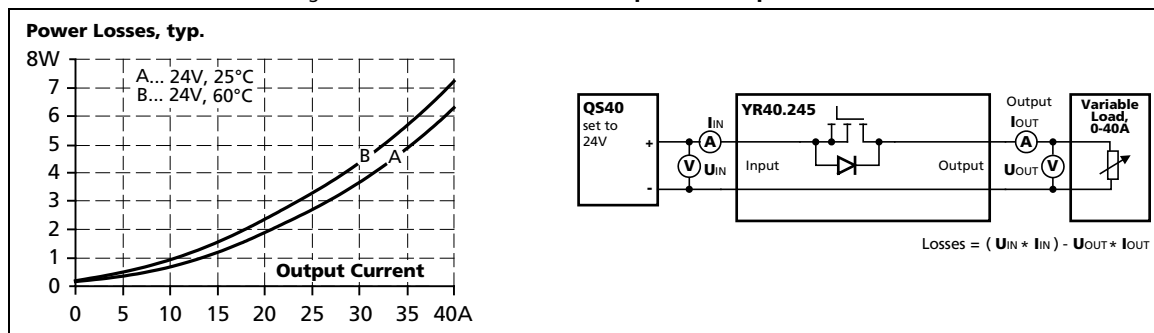 Power Losses, typ.
8W
7
6
5
4
3
2
1
0
A... 24V, 25°C
B... 24V, 60°C
B
A
Output Current
0 5 10 15 20 25 30 35 40A
QS40
set to
24V
+
-
IIN
A
V
UIN
YR40.245
Input
Output
Output
IOUT
A
UOUT
V
Variable
Load,
0-40A
Losses = ( UIN * IIN ) - UOUT * IOUT